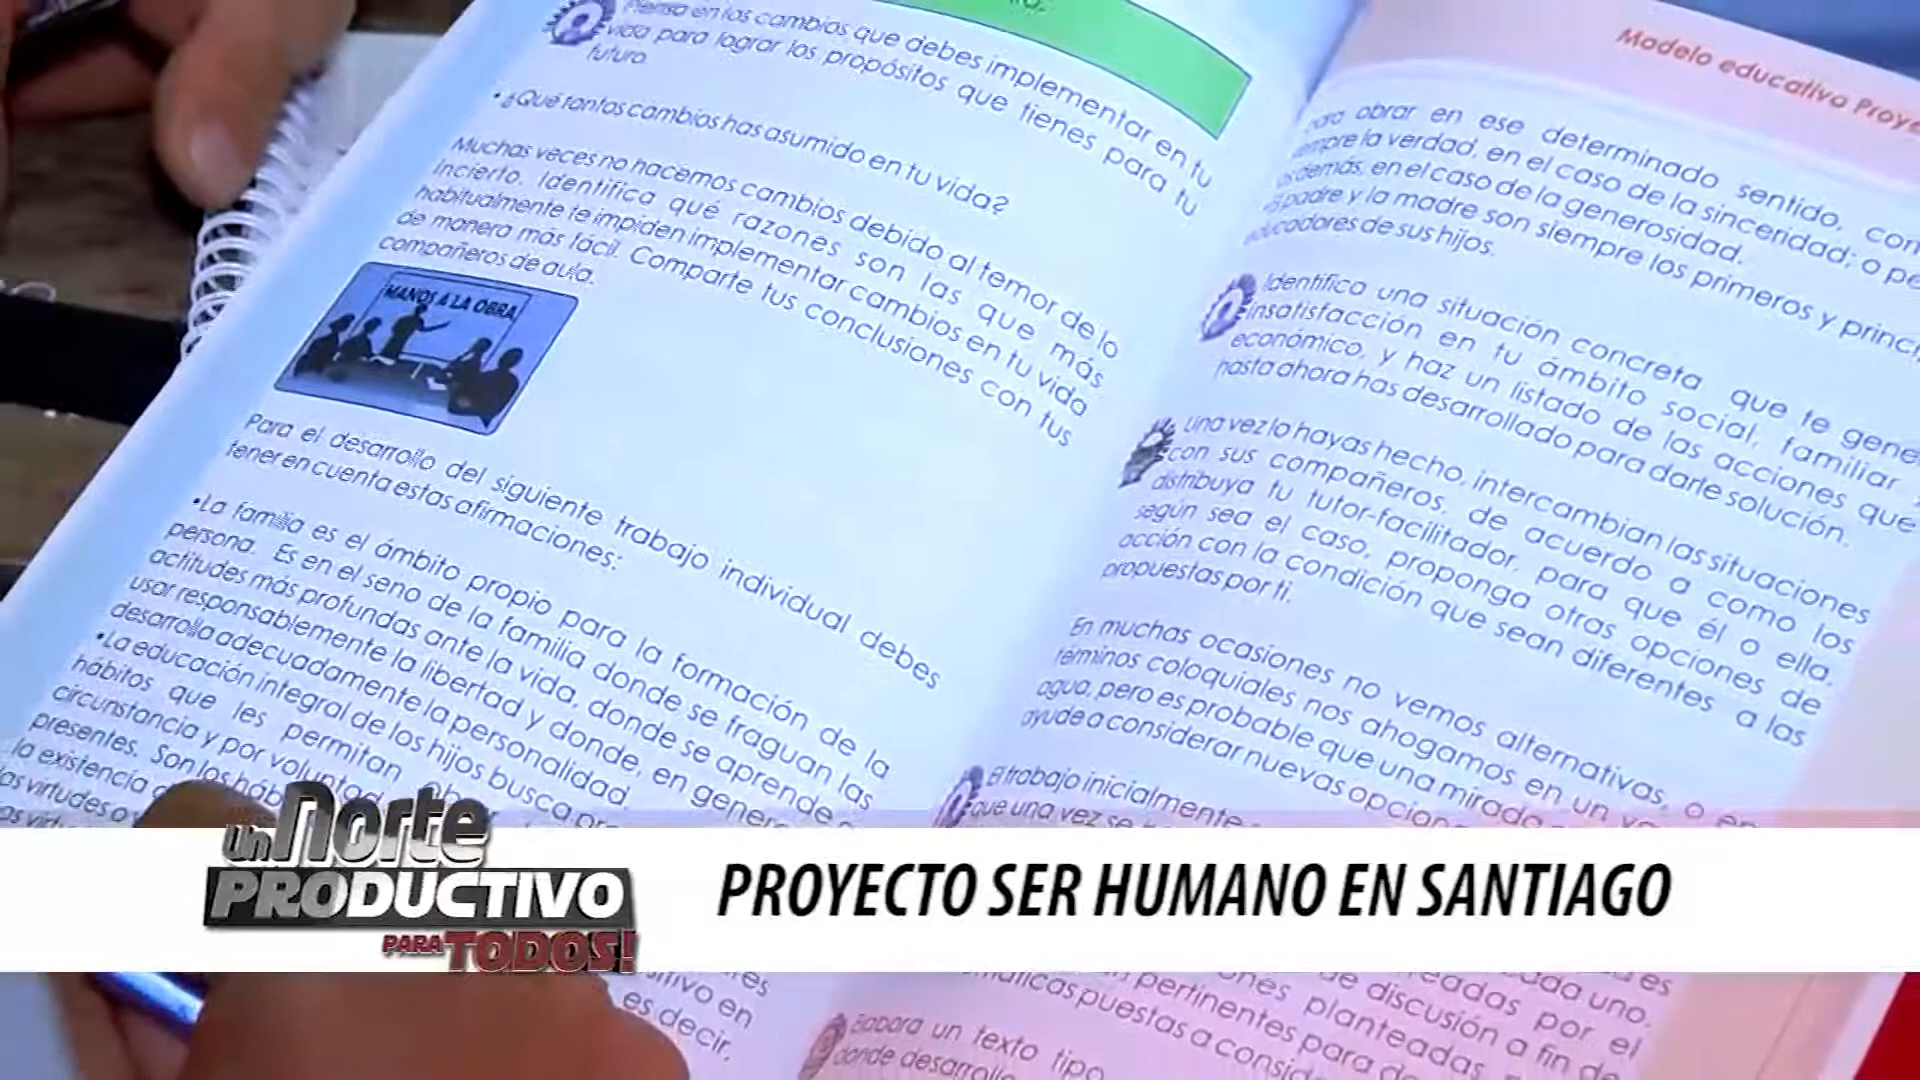 Piensa en los cambios que debes implementar en tu
vida para lograr los propósitos que tienes para tu
futuro.
• ¿Qué tantos cambios has asumido en tu vida?
Muchas veces no hacemos cambios debido al temor de lo
incierto. Identifica qué razones son las que más
habitualmente te impiden implementar cambios en tu vida
de manera más fácil. Comparte tus conclusiones con tus
compañeros de aula.
MANOS A LA OBRA
Para el desarrollo del siguiente trabajo individual debes
tener en cuenta estas afirmaciones:
•La familia es el ámbito propio para la formación de la
persona. Es en el seno de la familia donde se fraguan las
actitudes más profundas ante la vida, donde se aprende
usar responsablemente la libertad y donde, en
desarrolla adecuadamente la personalidad.
•La educación integral de los hijos busca
hábitos que les permitan
circunstancia y por
presentes. Son los
la existencia
virtudes
en
es decir,
Modelo educativo
para obrar en ese determinado sentido,
la verdad, en el caso de la sinceridad; o
demás, en el caso de la generosidad.
padre y la madre son siempre los primeros y
educadores de sus hijos.
Identifica una situación concreta que te
insatisfacción en tu ámbito social, familiar
económico, y haz un listado de las acciones que
hasta ahora has desarrollado para darle solución.
Una vez lo hayas hecho, intercambian las situaciones
con sus compañeros, de acuerdo a como los
distribuya tu tutor-facilitador, para que él o ella,
según sea el caso, proponga otras opciones de
acción con la condición que sean diferentes a las
propuestas por ti.
En muchas ocasiones no vemos alternativas, o en
términos coloquiales nos ahogamos en un
agua, pero es probable que una mirada
ayude a considerar nuevas
El trabajo inicialmente
que una vez se
es
cada uno.
por el
planteadas de discusión a fin de
pertinentes para
puestas a
Elabora un texto tipo
donde
un Norte
PRODUCTIVO
PARA TODOS!
PROYECTO SER HUMANO EN SANTIAGO